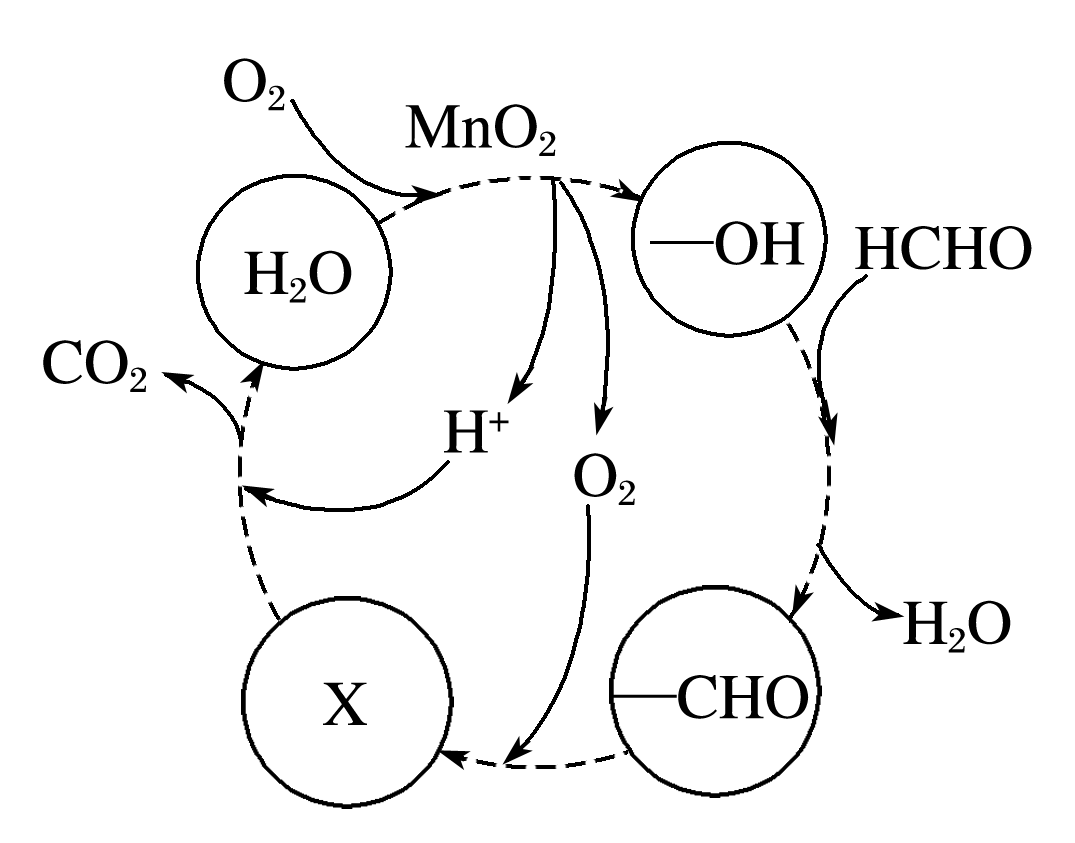 O₂
MnO₂
H₂O
—OH
HCHO
CO₂
H⁺
O₂
H₂O
X
—CHO